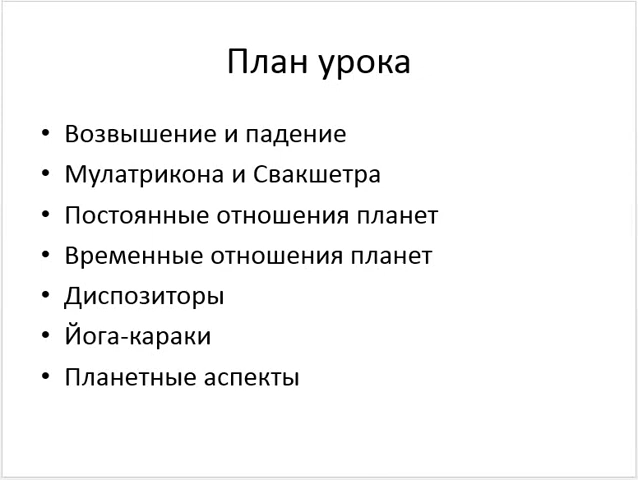 План урока
• Возвышение и падение
• Мулатрикона и Свакшетра
• Постоянные отношения планет
• Временные отношения планет
• Диспозиторы
• Йога-караки
• Планетные аспекты